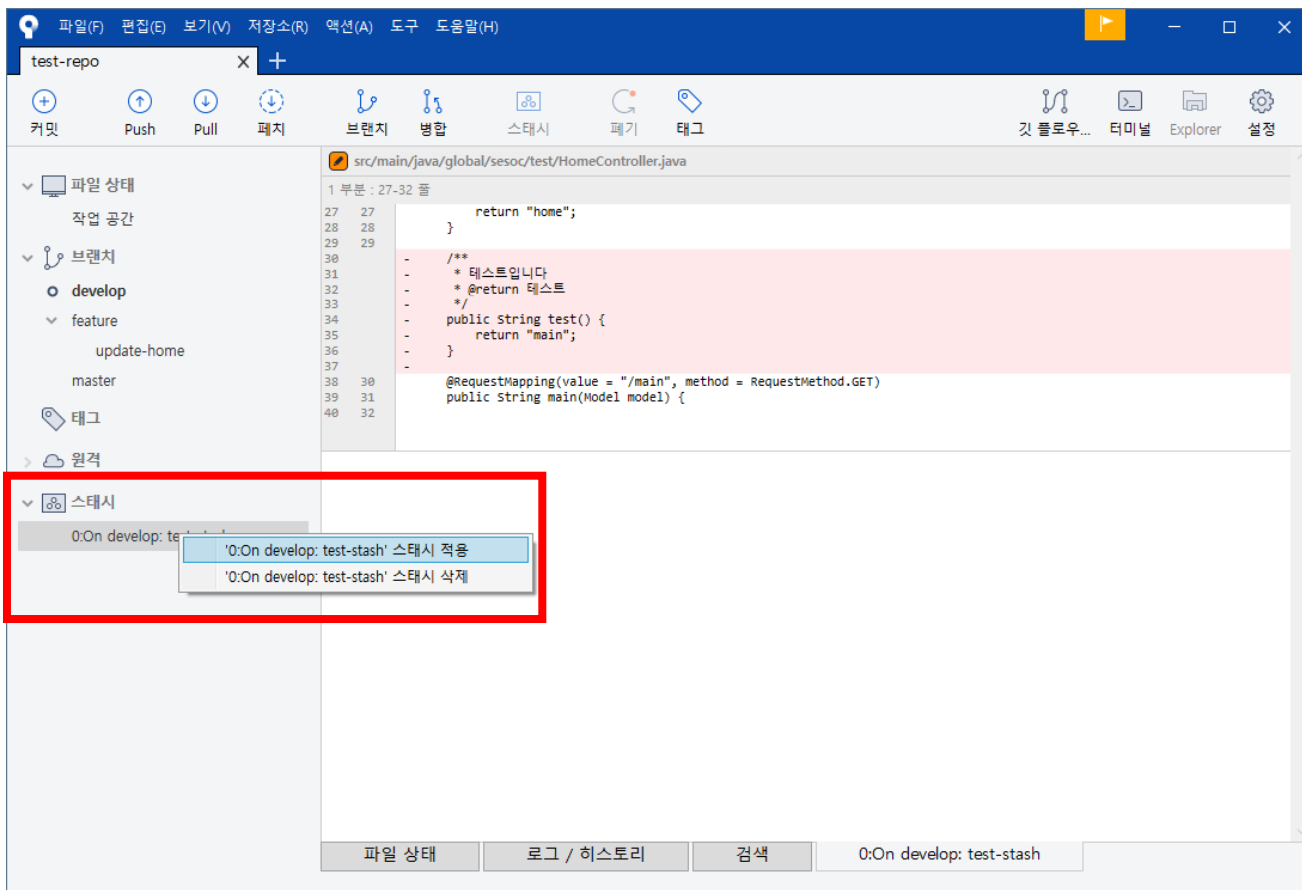 파일(F) 편집(E) 보기(V) 저장소(R) 액션(A) 도구 도움말(H)
test-repo
커밋 Push Pull 페치 브랜치 병합 스태시 폐기 태그 깃 플로우... 터미널 Explorer 설정
파일 상태
작업 공간
브랜치
develop
feature
update-home
master
태그
원격
스태시
0:On develop: te
'0:On develop: test-stash' 스태시 적용
'0:On develop: test-stash' 스태시 삭제
src/main/java/global/sesoc/test/HomeController.java
1 부분 : 27-32 줄
27 27 return "home";
28 28 }
29 29
30 - /**
31 - * 테스트입니다
32 - * @return 테스트
33 - */
34 - public String test() {
35 - return "main";
36 - }
37 -
38 30 @RequestMapping(value = "/main", method = RequestMethod.GET)
39 31 public String main(Model model) {
40 32
파일 상태 로그 / 히스토리 검색 0:On develop: test-stash